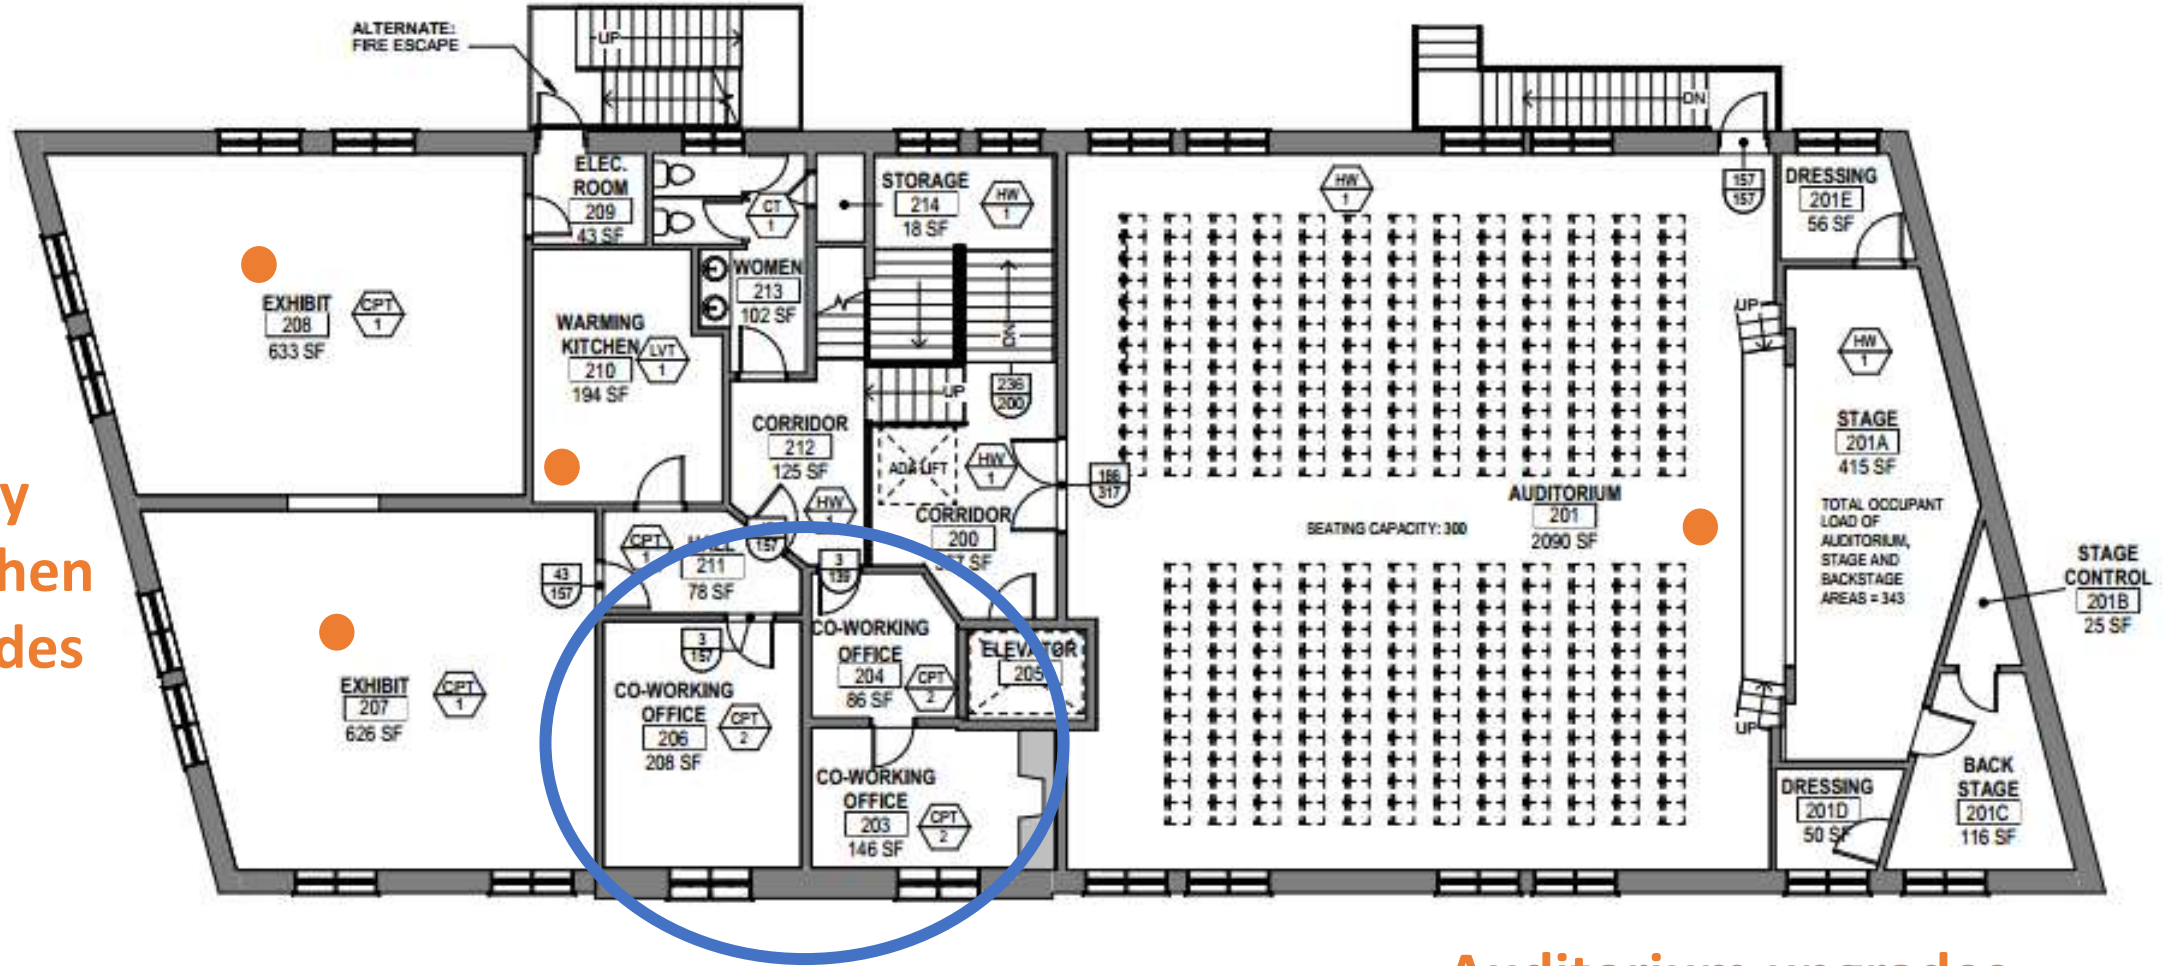 ALTERNATE:
FIRE ESCAPE
UP
DN
ELEC.
ROOM
209
43 SF
STORAGE
214
18 SF
HW
1
HW
1
157
157
DRESSING
201E
56 SF
CT
1
EXHIBIT
208
633 SF
CPT
1
WARMING
KITCHEN
210
194 SF
LVT
1
WOMEN
213
102 SF
DN
UP
236
200
UP
HW
1
STAGE
201A
415 SF
TOTAL OCCUPANT
LOAD OF
AUDITORIUM,
STAGE AND
BACKSTAGE
AREAS = 343
CORRIDOR
212
125 SF
HW
ADA LIFT
HW
1
186
317
CORRIDOR
200
SF
SEATING CAPACITY: 300
AUDITORIUM
201
2090 SF
STAGE
CONTROL
201B
25 SF
y
hen
des
CPT
1
HALL
211
78 SF
157
3
139
43
157
3
157
EXHIBIT
207
626 SF
CPT
1
CO-WORKING
OFFICE
206
208 SF
CPT
2
CO-WORKING
OFFICE
204
86 SF
CPT
2
ELEVATOR
205
CO-WORKING
OFFICE
203
146 SF
CPT
2
UP
DRESSING
201D
50 SF
BACK
STAGE
201C
116 SF
Auditorium upgrades